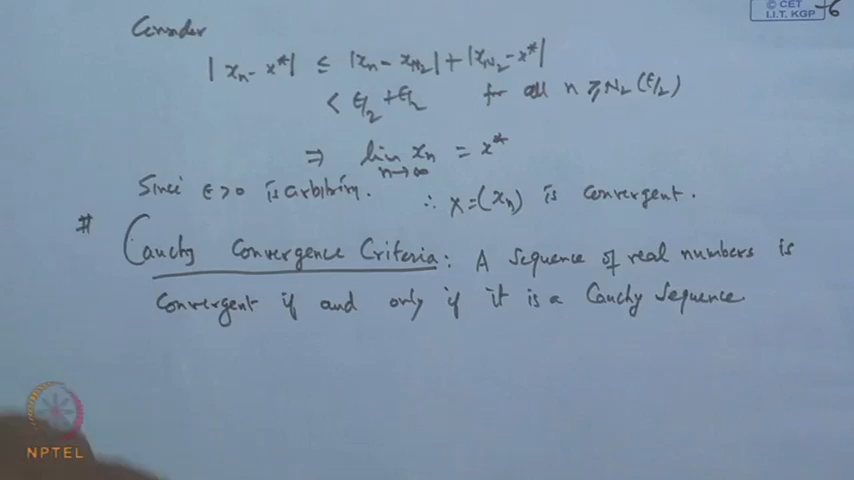 © CET
I.I.T. KGP
6
Consider
| xn - x* | ≤ |xn - xN2| + |xN2 - x*|
< ε/2 + ε/2 for all n ≥ N2 (ε/2)
⇒ lim xn = x*
n→∞
Since ε > 0 is arbitrary. ∴ X = (xn) is convergent.
# Cauchy Convergence Criteria : A sequence of real numbers is
convergent if and only if it is a Cauchy sequence.
NPTEL